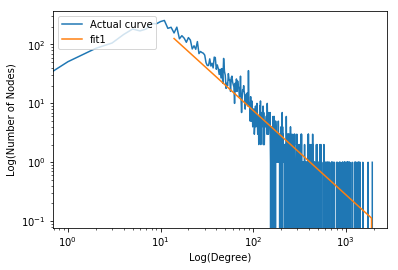 Actual curve
fit1
Log(Number of Nodes)
10²
10¹
10⁰
10⁻¹
10⁰
10¹
10²
10³
Log(Degree)